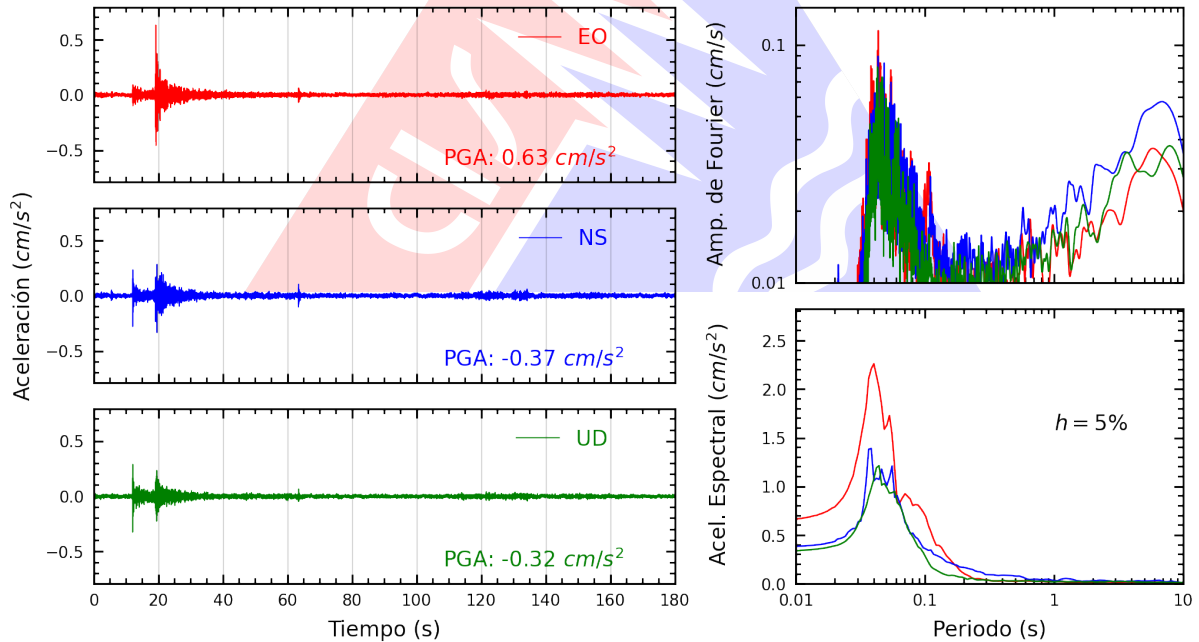 0.5
0.0
−0.5
EO
PGA: 0.63 cm/s²
0.5
0.0
−0.5
NS
PGA: -0.37 cm/s²
0.5
0.0
−0.5
UD
PGA: -0.32 cm/s²
0 20 40 60 80 100 120 140 160 180
Tiempo (s)
Aceleración (cm/s²)
0.1
0.01
Amp. de Fourier (cm/s)
2.5
2.0
1.5
1.0
0.5
0.0
h = 5%
Acel. Espectral (cm/s²)
0.01 0.1 1 10
Periodo (s)